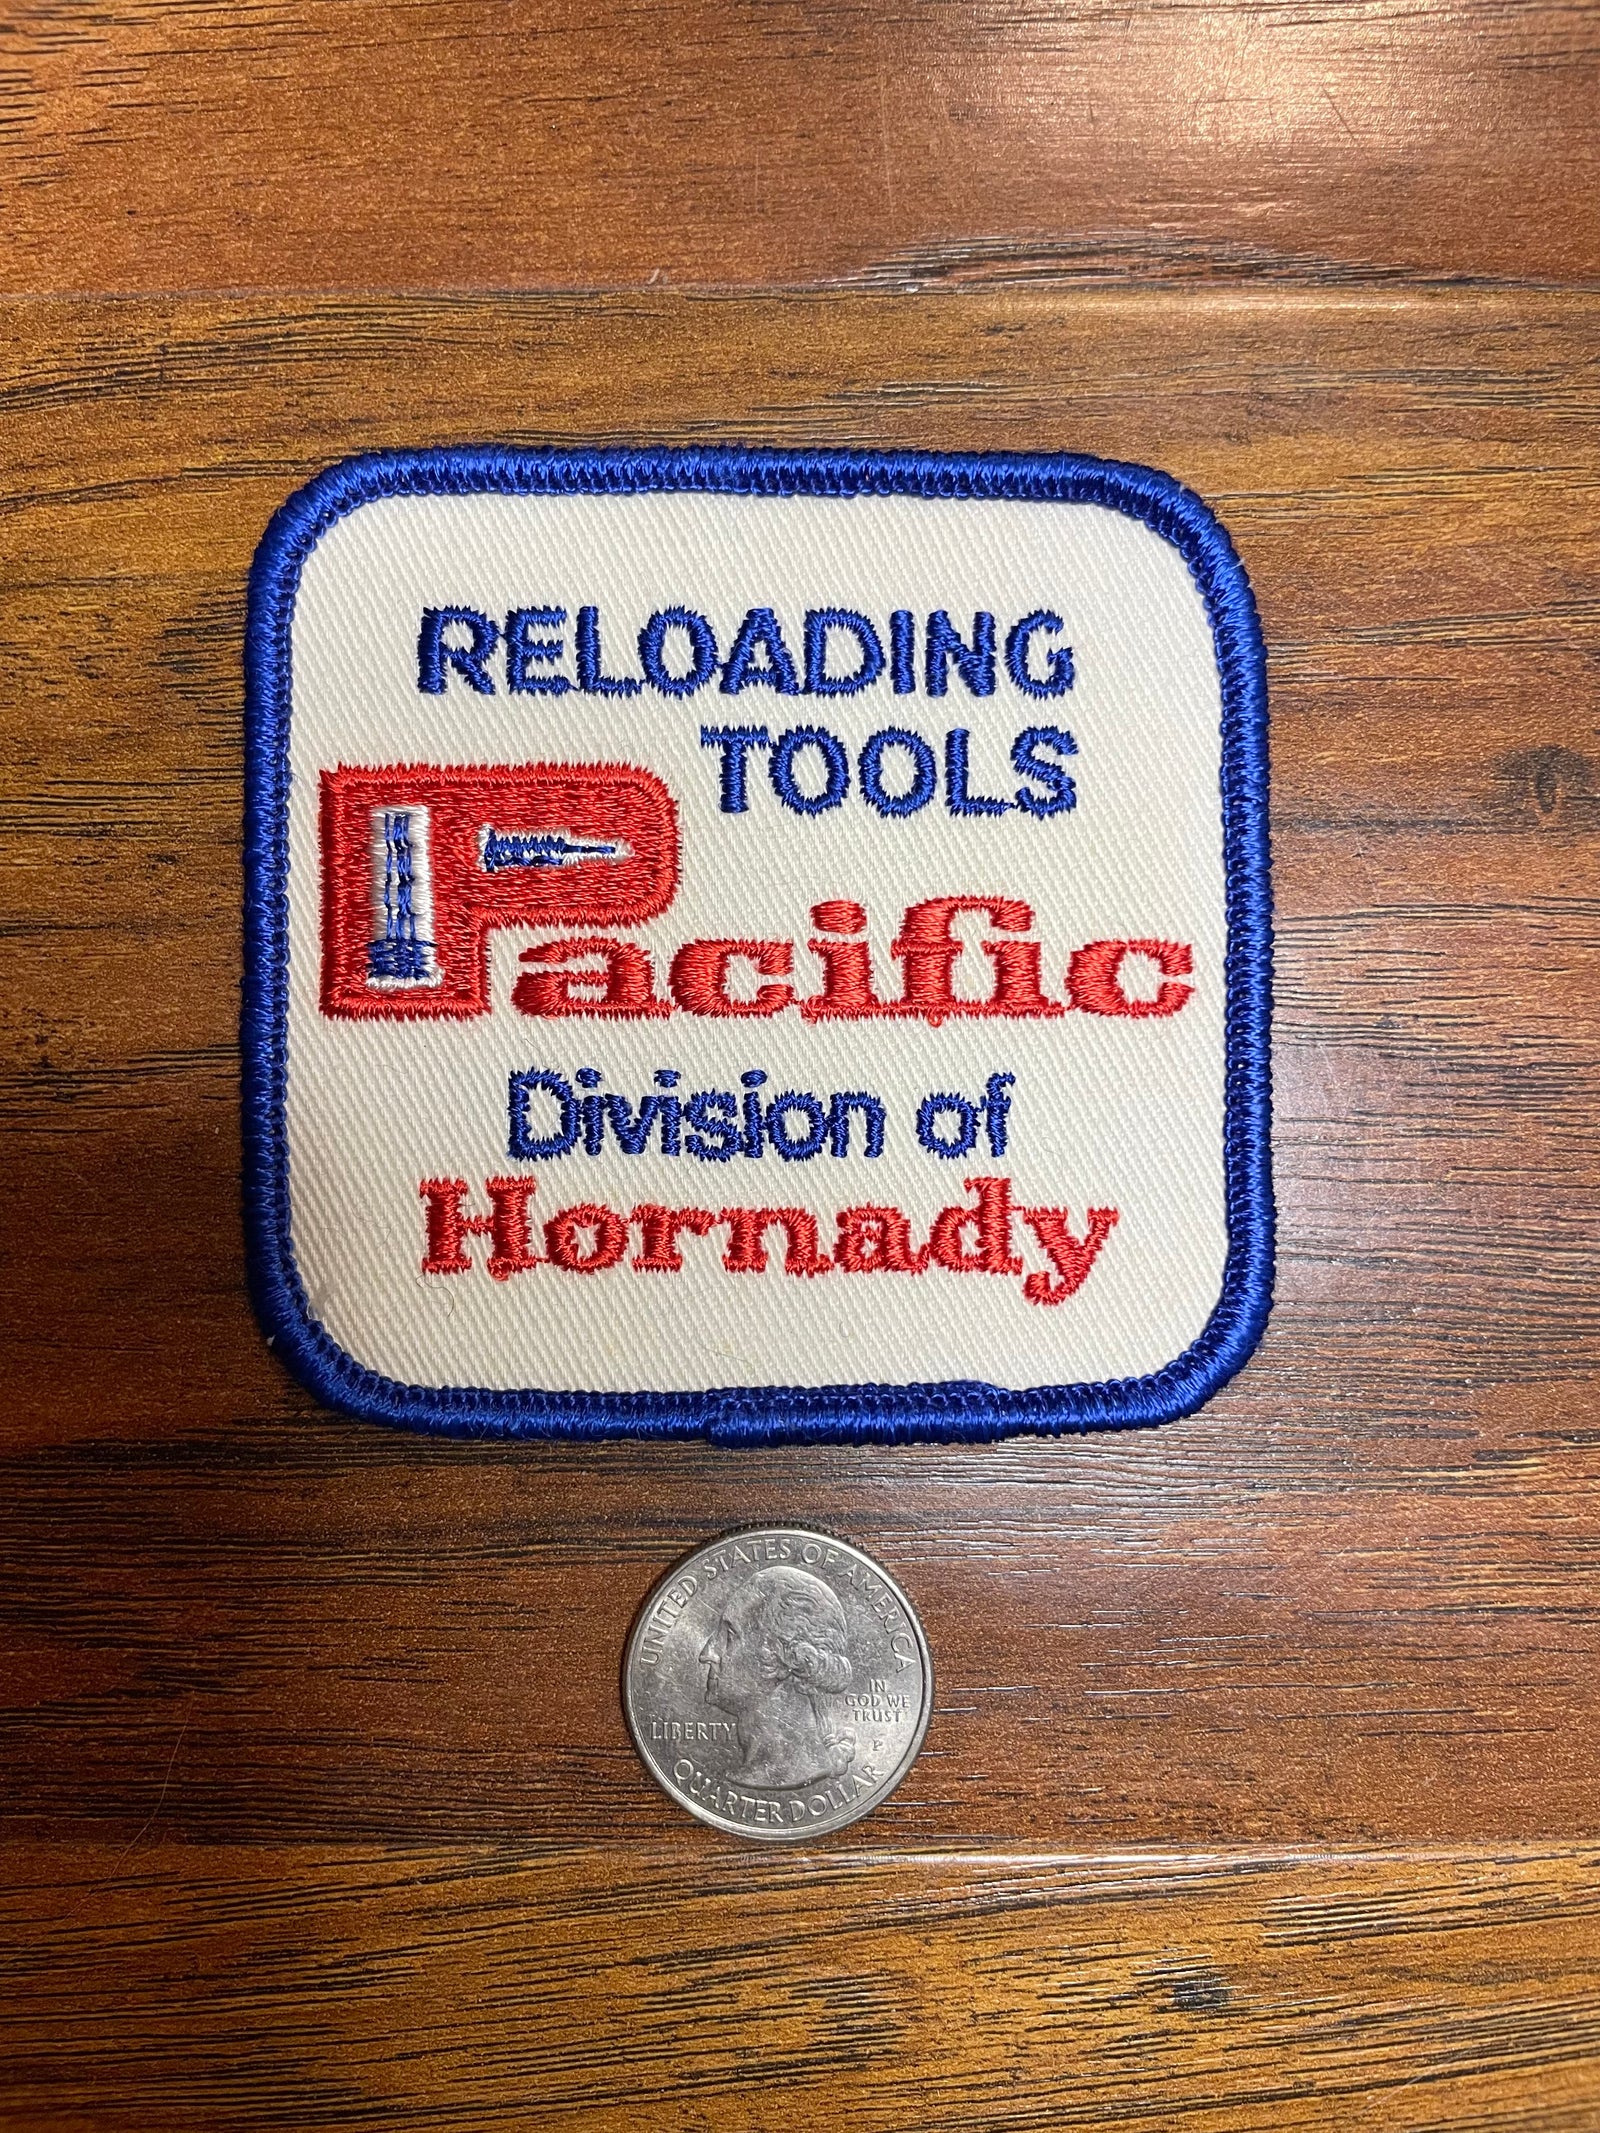 RELOADING
TOOLS
Pacific
Division of
Hornady
UNITED STATES OF AMERICA
LIBERTY
IN
GOD WE
TRUST
P
QUARTER DOLLAR